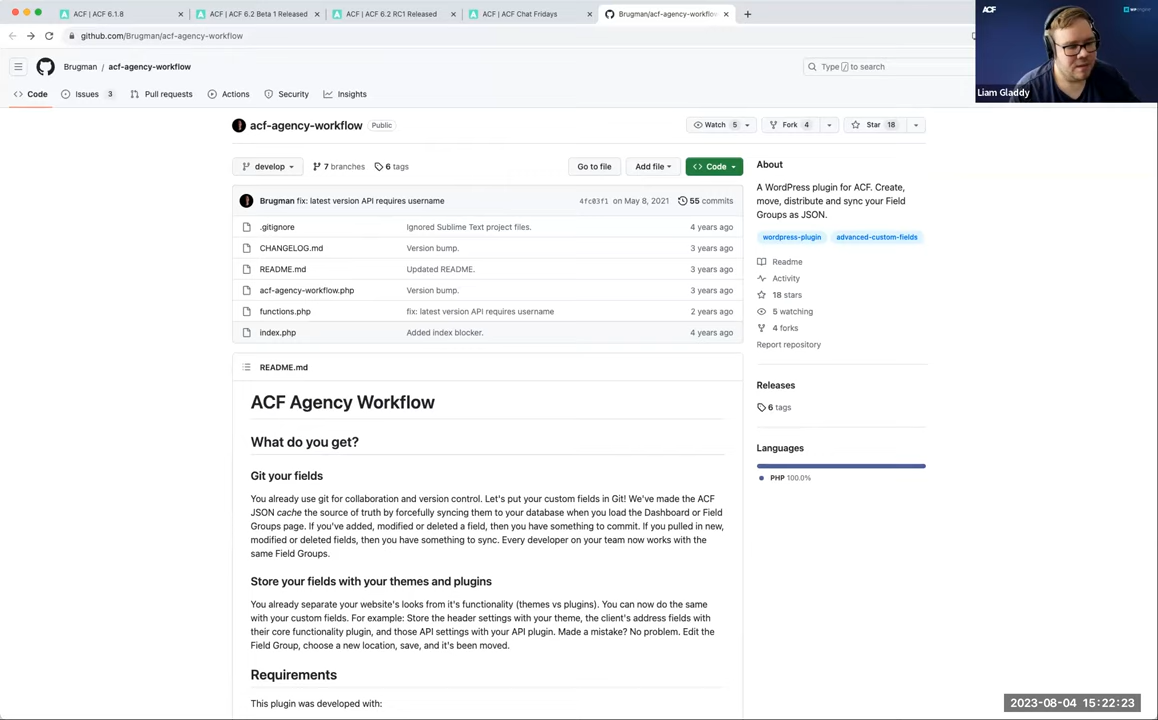 ACF | ACF 6.1.8
ACF | ACF 6.2 Beta 1 Released
ACF | ACF 6.2 RC1 Released
ACF | ACF Chat Fridays
Brugman/acf-agency-workflow
github.com/Brugman/acf-agency-workflow
ACF
Liam Gladdy
Brugman / acf-agency-workflow
Type / to search
Code
Issues 3
Pull requests
Actions
Security
Insights
acf-agency-workflow Public
Watch 5
Fork 4
Star 18
develop
7 branches
6 tags
Go to file
Add file
Code
Brugman fix: latest version API requires username 4fc03f1 on May 8, 2021 55 commits
.gitignore Ignored Sublime Text project files. 4 years ago
CHANGELOG.md Version bump. 3 years ago
README.md Updated README. 3 years ago
acf-agency-workflow.php Version bump. 3 years ago
functions.php fix: latest version API requires username 2 years ago
index.php Added index blocker. 4 years ago
README.md
ACF Agency Workflow
What do you get?
Git your fields
You already use git for collaboration and version control. Let's put your custom fields in Git! We've made the ACF
JSON cache the source of truth by forcefully syncing them to your database when you load the Dashboard or Field
Groups page. If you've added, modified or deleted a field, then you have something to commit. If you pulled in new,
modified or deleted fields, then you have something to sync. Every developer on your team now works with the
same Field Groups.
Store your fields with your themes and plugins
You already separate your website's looks from it's functionality (themes vs plugins). You can now do the same
with your custom fields. For example: Store the header settings with your theme, the client's address fields with
their core functionality plugin, and those API settings with your API plugin. Made a mistake? No problem. Edit the
Field Group, choose a new location, save, and it's been moved.
Requirements
This plugin was developed with:
About
A WordPress plugin for ACF. Create,
move, distribute and sync your Field
Groups as JSON.
wordpress-plugin advanced-custom-fields
Readme
Activity
18 stars
5 watching
4 forks
Report repository
Releases
6 tags
Languages
PHP 100.0%
2023-08-04 15:22:23